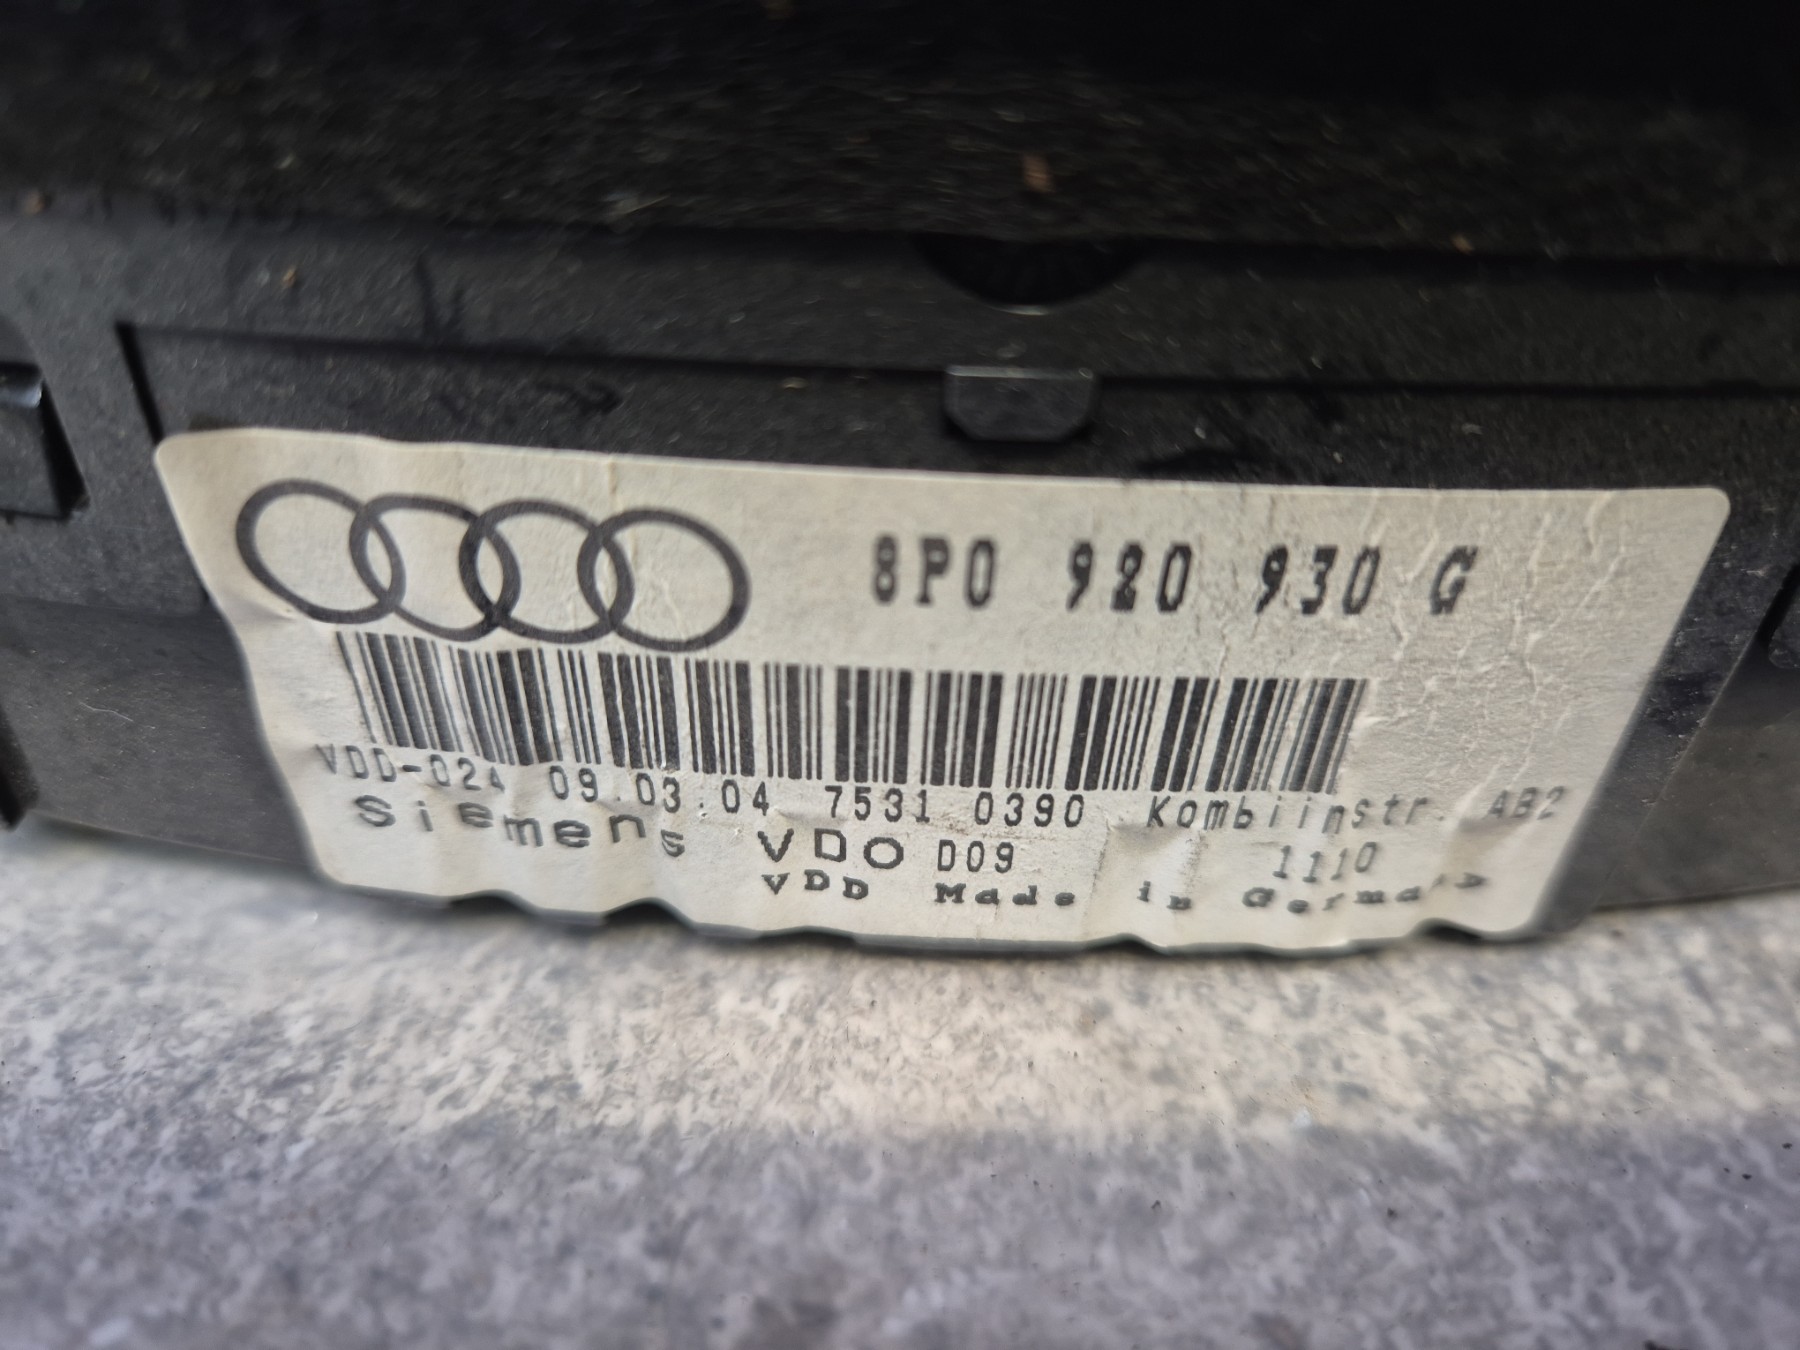 8P0 920 930 G
VDD-024 09.03.04 7531 0390 Kombiinstr. AB2
Siemens VDO D09 1110
VDD Made in Germany